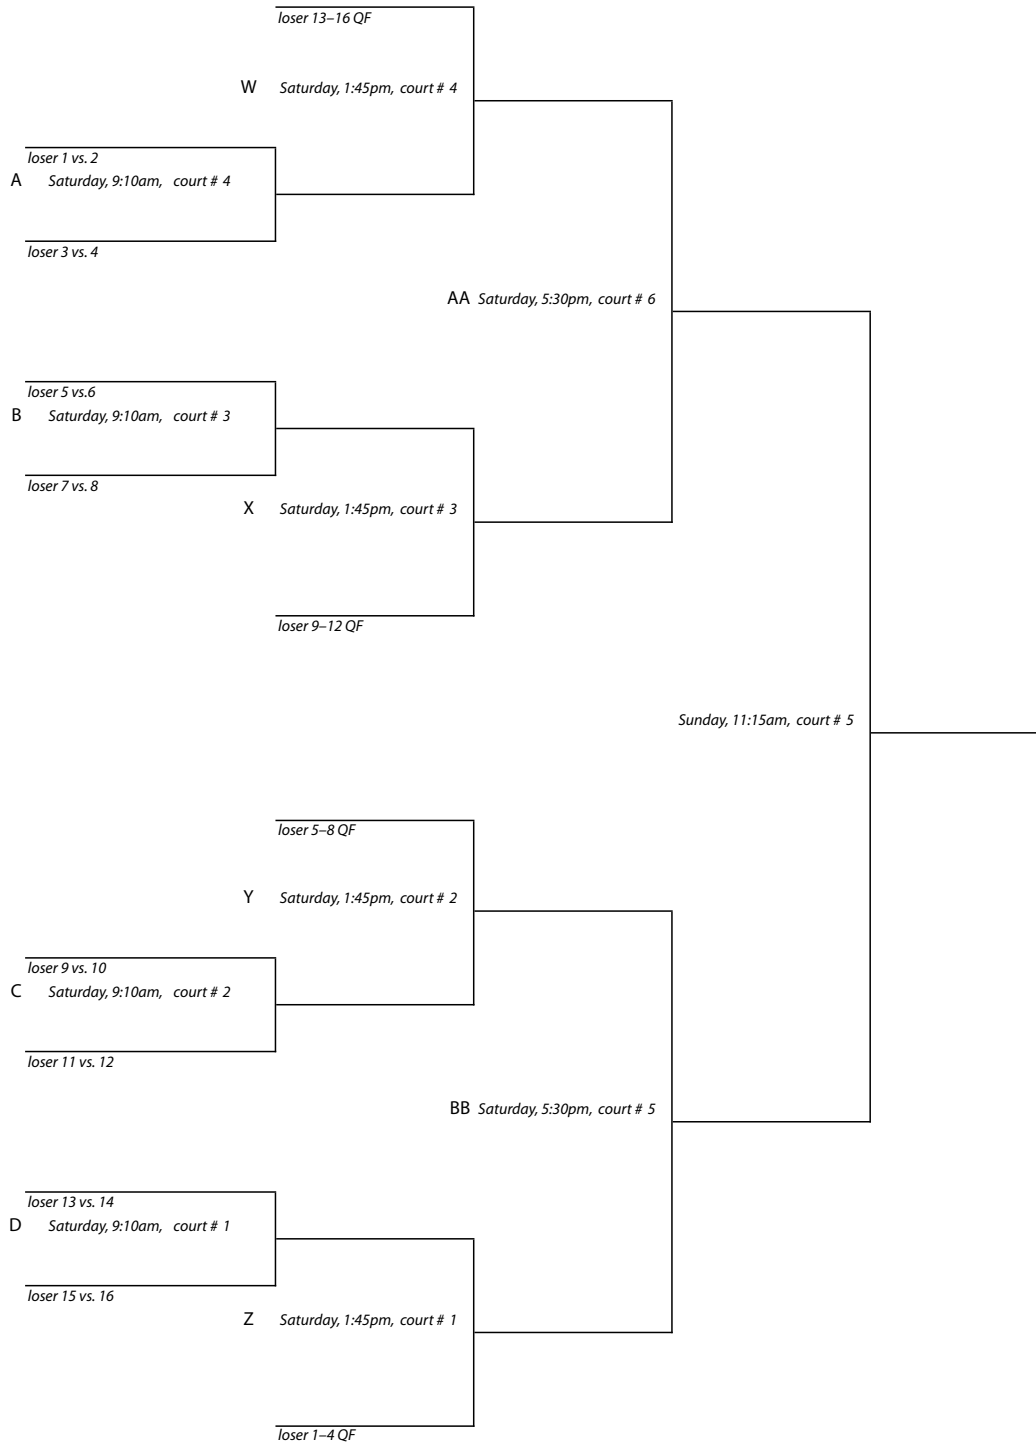 loser 13–16 QF
W Saturday, 1:45pm, court # 4
loser 1 vs. 2
A Saturday, 9:10am, court # 4
loser 3 vs. 4
AA Saturday, 5:30pm, court # 6
loser 5 vs.6
B Saturday, 9:10am, court # 3
loser 7 vs. 8
X Saturday, 1:45pm, court # 3
loser 9–12 QF
Sunday, 11:15am, court # 5
loser 5–8 QF
Y Saturday, 1:45pm, court # 2
loser 9 vs. 10
C Saturday, 9:10am, court # 2
loser 11 vs. 12
BB Saturday, 5:30pm, court # 5
loser 13 vs. 14
D Saturday, 9:10am, court # 1
loser 15 vs. 16
Z Saturday, 1:45pm, court # 1
loser 1–4 QF